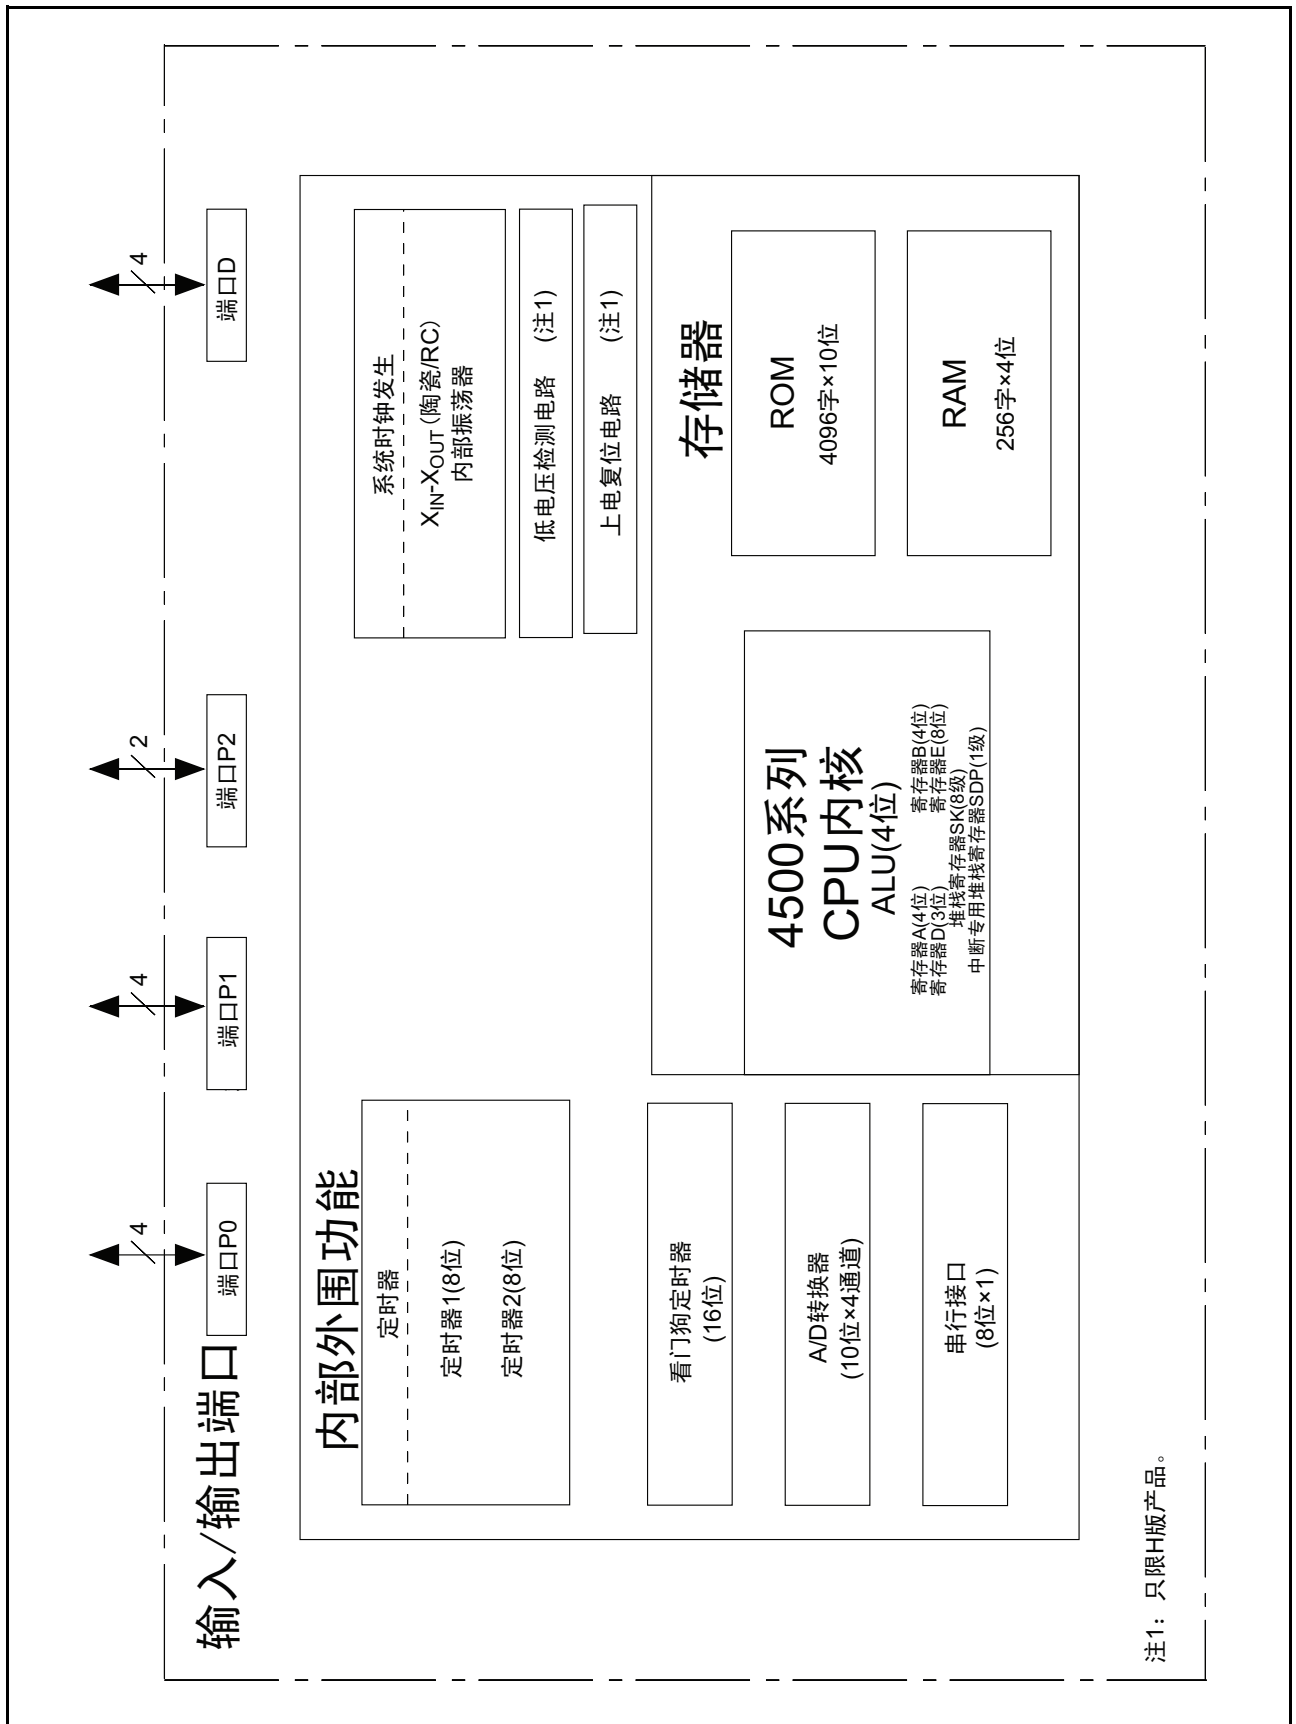 输入/输出端口
4
端口P0
4
端口P1
2
端口P2
4
端口D
内部外围功能
定时器
定时器1(8位)
定时器2(8位)
看门狗定时器
(16位)
A/D转换器
(10位×4通道)
串行接口
(8位×1)
系统时钟发生
XIN-XOUT (陶瓷/RC)
内部振荡器
低电压检测电路 (注1)
上电复位电路 (注1)
4500系列
CPU内核
ALU(4位)
寄存器A(4位) 寄存器B(4位)
寄存器D(3位) 寄存器E(8位)
堆栈寄存器SK(8级)
中断专用堆栈寄存器SDP(1级)
存储器
ROM
4096字×10位
RAM
256字×4位
注1：只限H版产品。